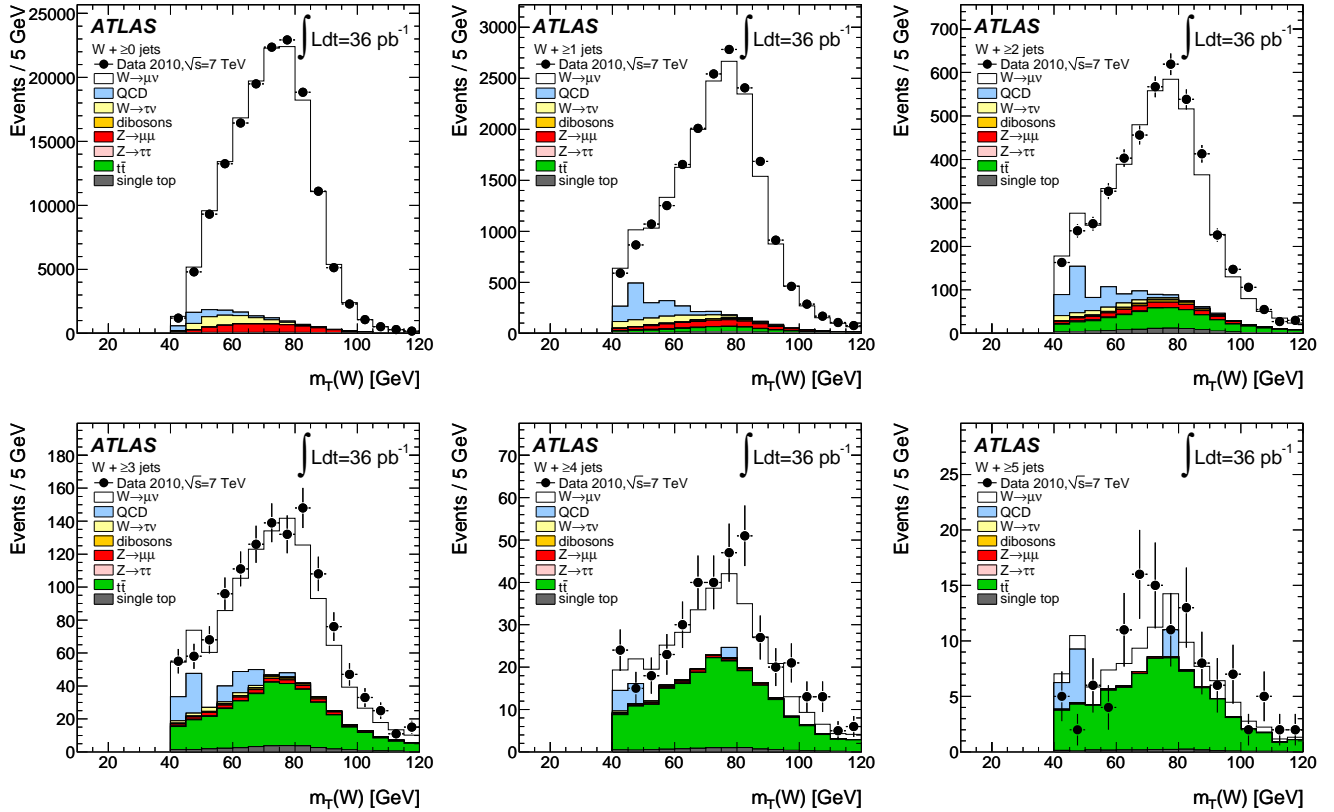 ATLAS
∫Ldt=36 pb⁻¹
W + ≥0 jets
Data 2010,√s=7 TeV
W→μν
QCD
W→τν
dibosons
Z→μμ
Z→ττ
tt̄
single top
Events / 5 GeV
25000
20000
15000
10000
5000
0
20 40 60 80 100 120
m_T(W) [GeV]
ATLAS
∫Ldt=36 pb⁻¹
W + ≥1 jets
Data 2010,√s=7 TeV
W→μν
QCD
W→τν
dibosons
Z→μμ
Z→ττ
tt̄
single top
Events / 5 GeV
3000
2500
2000
1500
1000
500
0
20 40 60 80 100 120
m_T(W) [GeV]
ATLAS
∫Ldt=36 pb⁻¹
W + ≥2 jets
Data 2010,√s=7 TeV
W→μν
QCD
W→τν
dibosons
Z→μμ
Z→ττ
tt̄
single top
Events / 5 GeV
700
600
500
400
300
200
100
0
20 40 60 80 100 120
m_T(W) [GeV]
ATLAS
∫Ldt=36 pb⁻¹
W + ≥3 jets
Data 2010,√s=7 TeV
W→μν
QCD
W→τν
dibosons
Z→μμ
Z→ττ
tt̄
single top
Events / 5 GeV
180
160
140
120
100
80
60
40
20
0
20 40 60 80 100 120
m_T(W) [GeV]
ATLAS
∫Ldt=36 pb⁻¹
W + ≥4 jets
Data 2010,√s=7 TeV
W→μν
QCD
W→τν
dibosons
Z→μμ
Z→ττ
tt̄
single top
Events / 5 GeV
70
60
50
40
30
20
10
0
20 40 60 80 100 120
m_T(W) [GeV]
ATLAS
∫Ldt=36 pb⁻¹
W + ≥5 jets
Data 2010,√s=7 TeV
W→μν
QCD
W→τν
dibosons
Z→μμ
Z→ττ
tt̄
single top
Events / 5 GeV
25
20
15
10
5
0
20 40 60 80 100 120
m_T(W) [GeV]